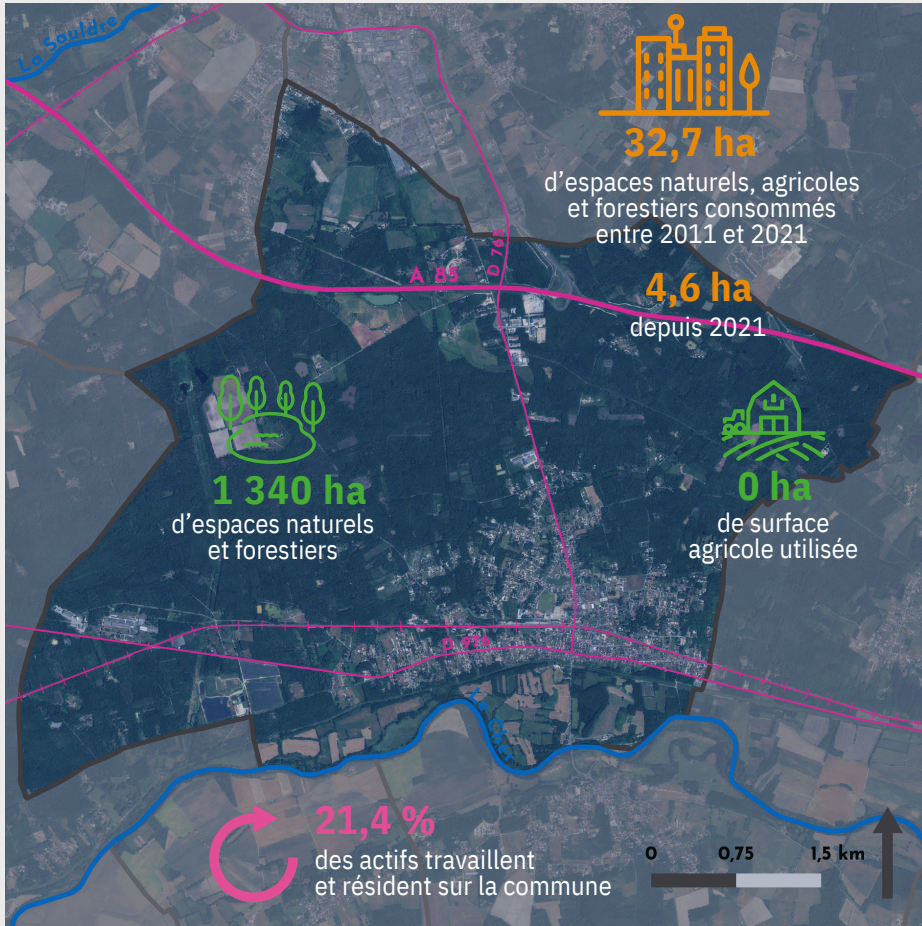 La Sauldre
32,7 ha
d'espaces naturels, agricoles
et forestiers consommés
entre 2011 et 2021
D 765
A 85
4,6 ha
depuis 2021
1 340 ha
d'espaces naturels
et forestiers
0 ha
de surface
agricole utilisée
D 976
Le Cher
21,4 %
des actifs travaillent
et résident sur la commune
0 0,75 1,5 km